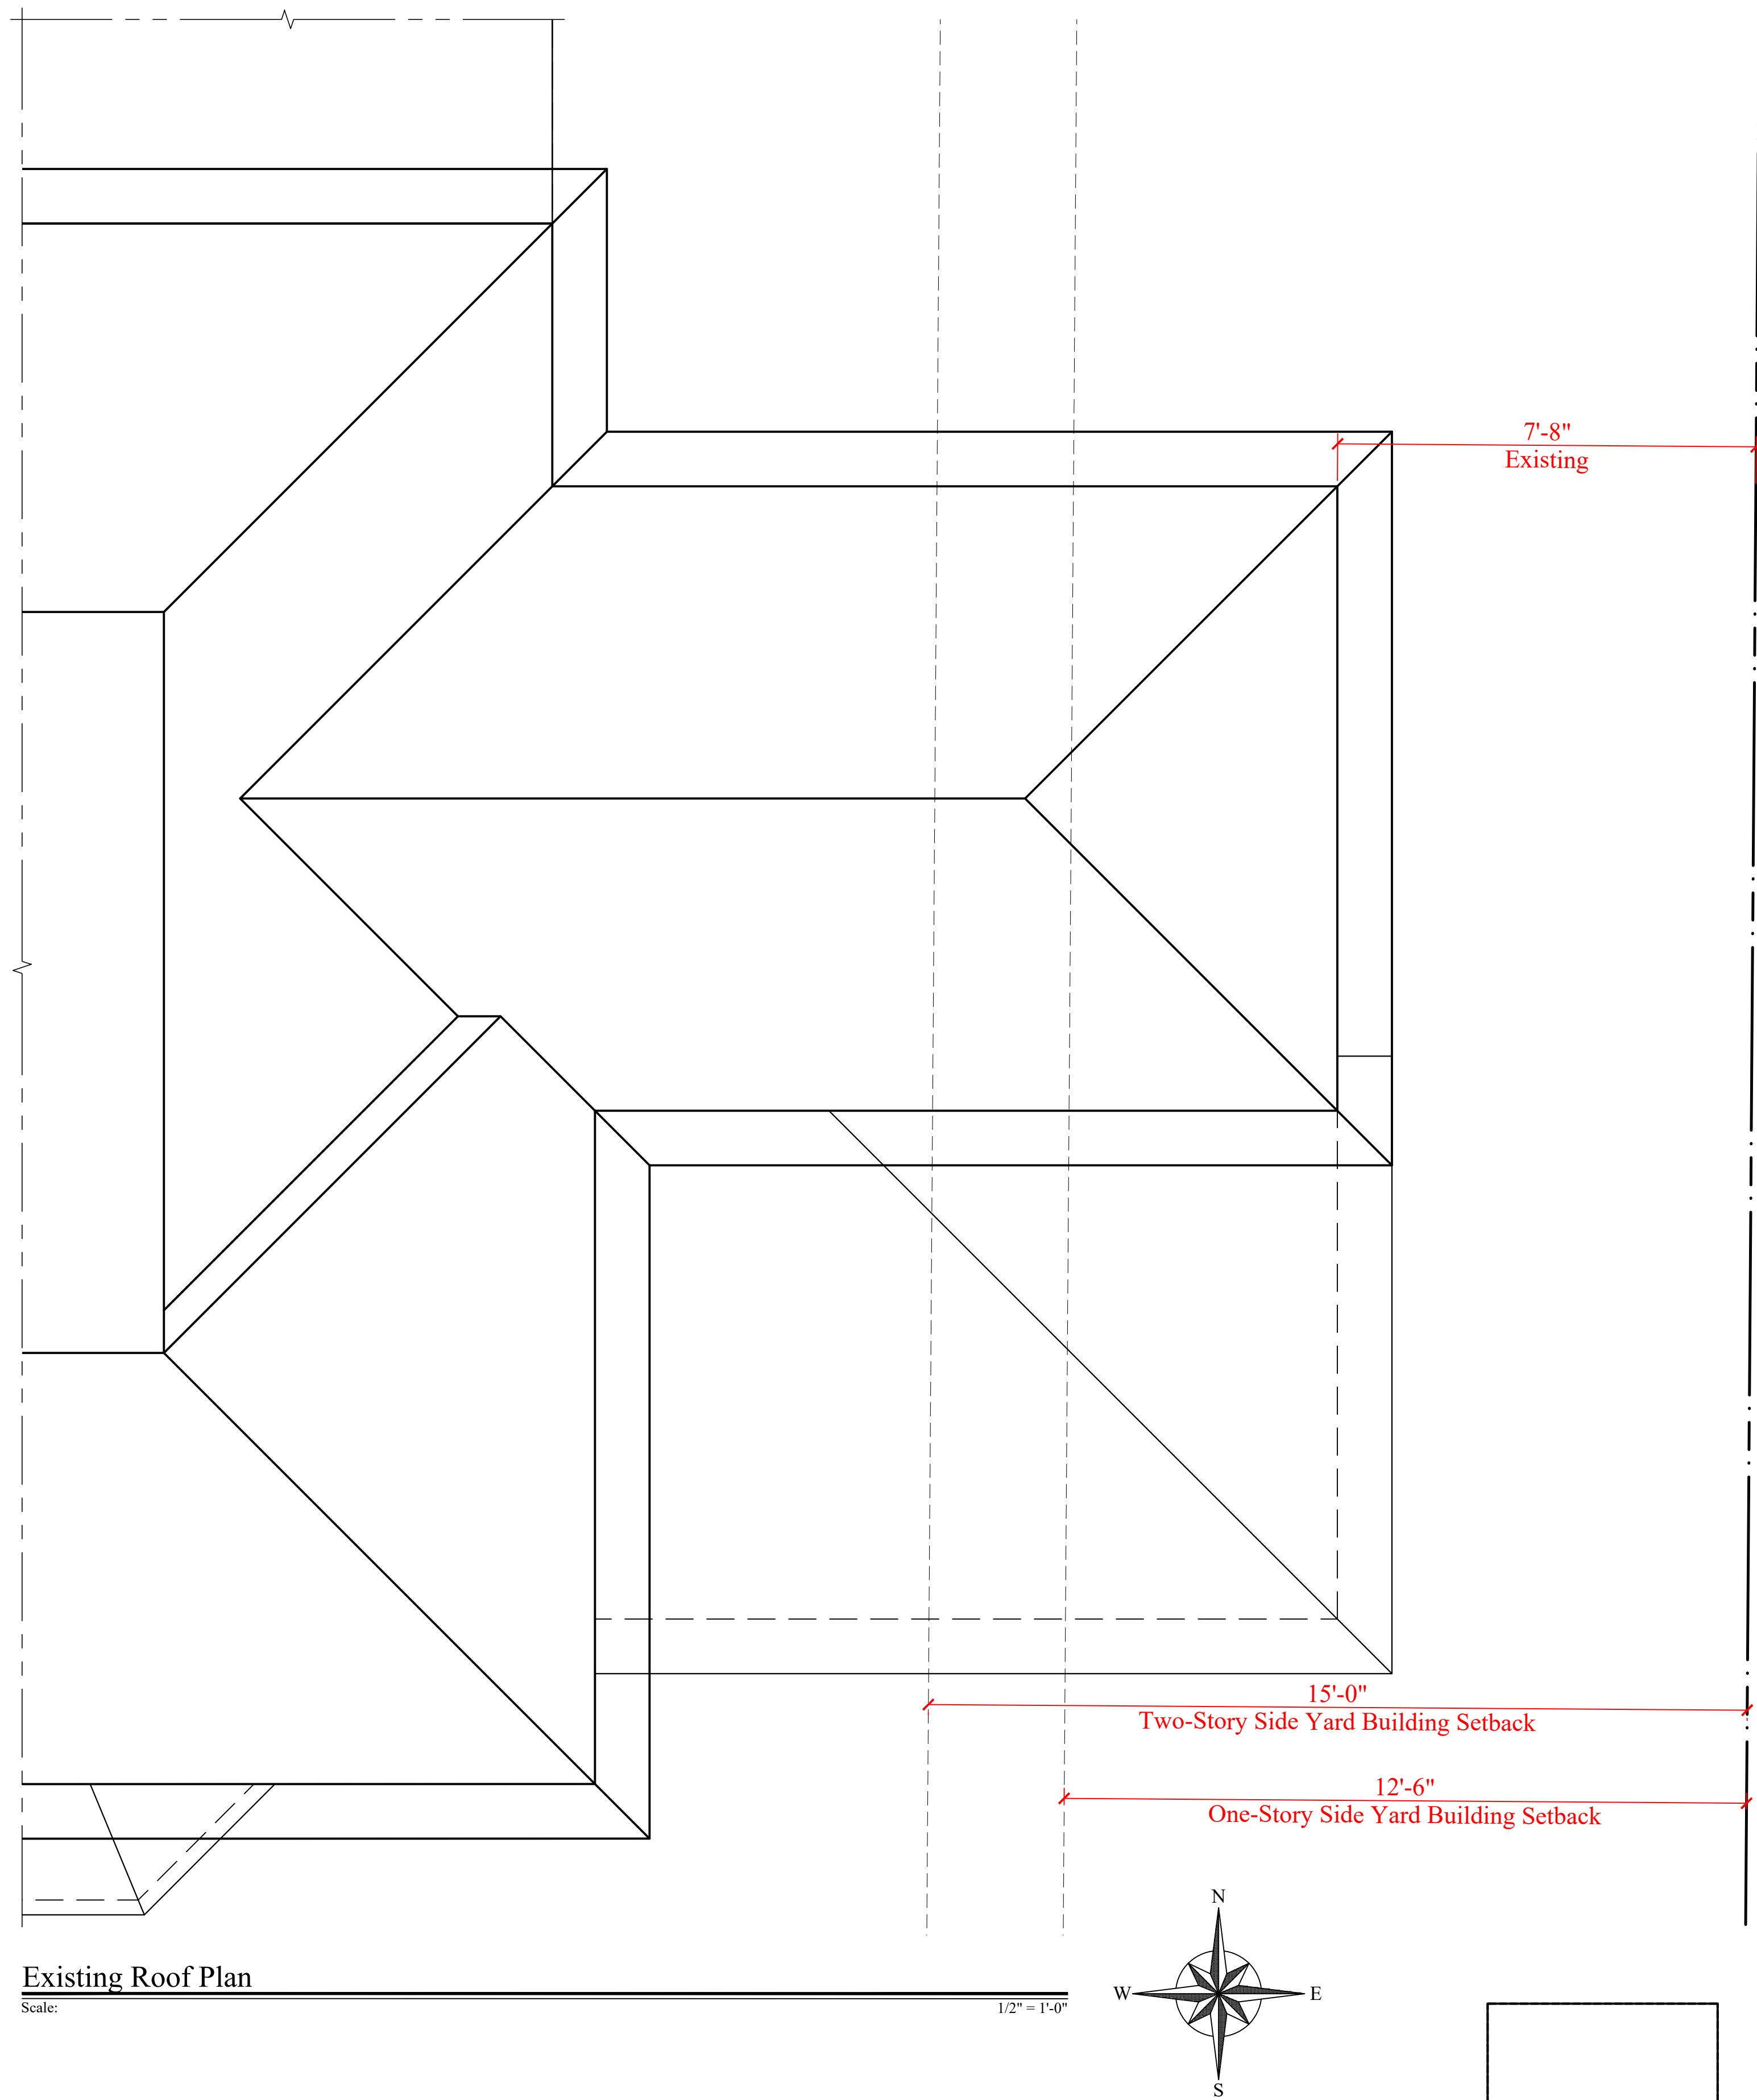 7'-8"
Existing
15'-0"
Two-Story Side Yard Building Setback
12'-6"
One-Story Side Yard Building Setback
N
W E
S
Existing Roof Plan
Scale: 1/2" = 1'-0"